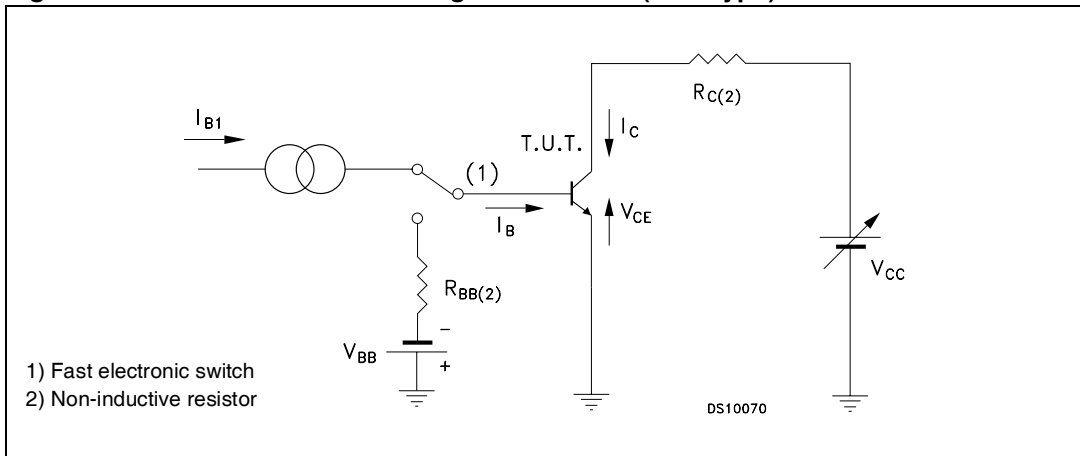 I_B1
(1)
I_B
T.U.T.
I_C
V_CE
R_C(2)
V_CC
R_BB(2)
V_BB
−
+
1) Fast electronic switch
2) Non-inductive resistor
DS10070